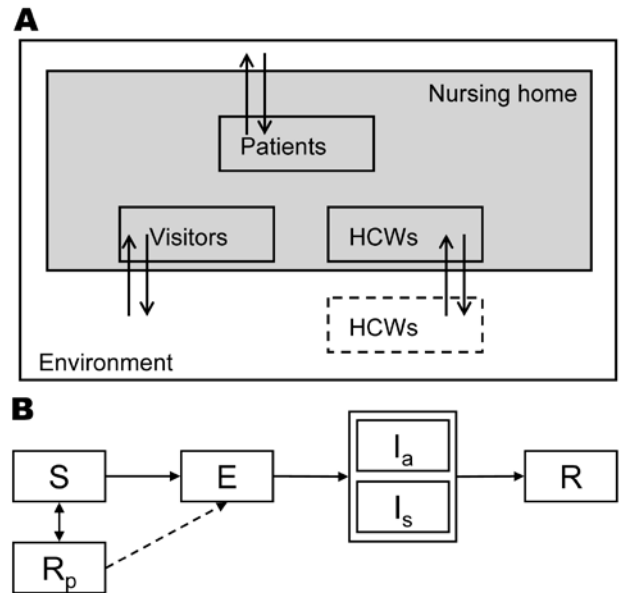 A
Nursing home
Patients
Visitors
HCWs
HCWs
Environment
B
S
E
Ia
Is
R
Rp